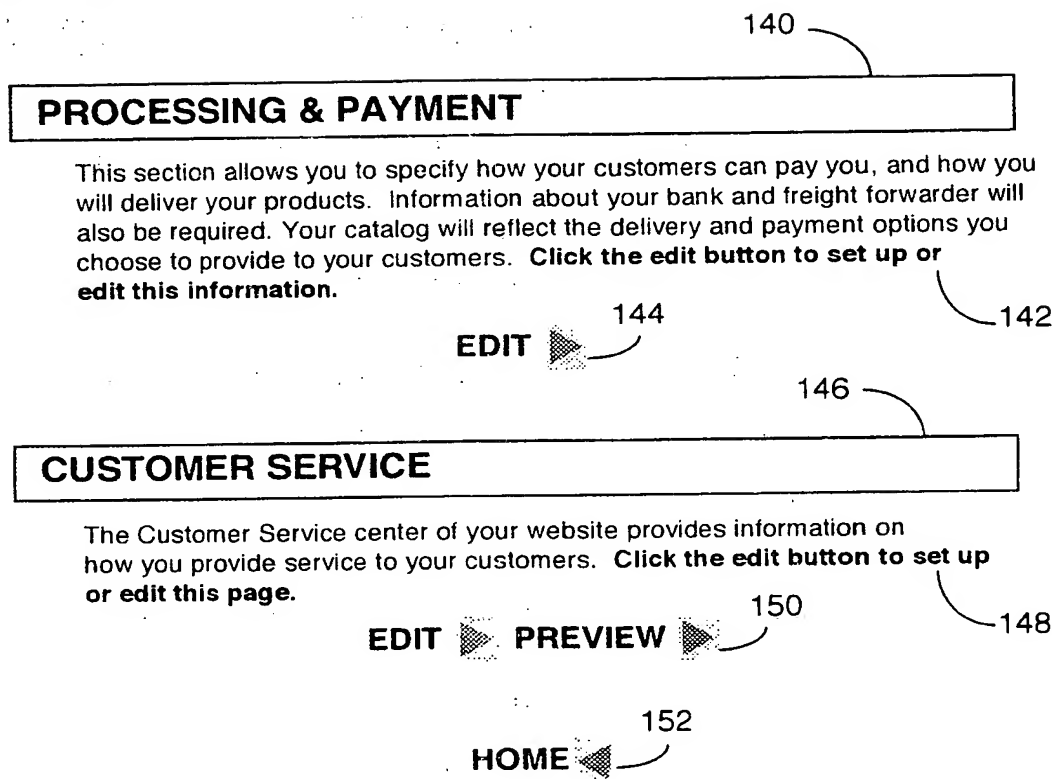 140
PROCESSING & PAYMENT
This section allows you to specify how your customers can pay you, and how you
will deliver your products. Information about your bank and freight forwarder will
also be required. Your catalog will reflect the delivery and payment options you
choose to provide to your customers. Click the edit button to set up or
edit this information.
142
144
EDIT
146
CUSTOMER SERVICE
The Customer Service center of your website provides information on
how you provide service to your customers. Click the edit button to set up
or edit this page.
148
150
EDIT PREVIEW
152
HOME